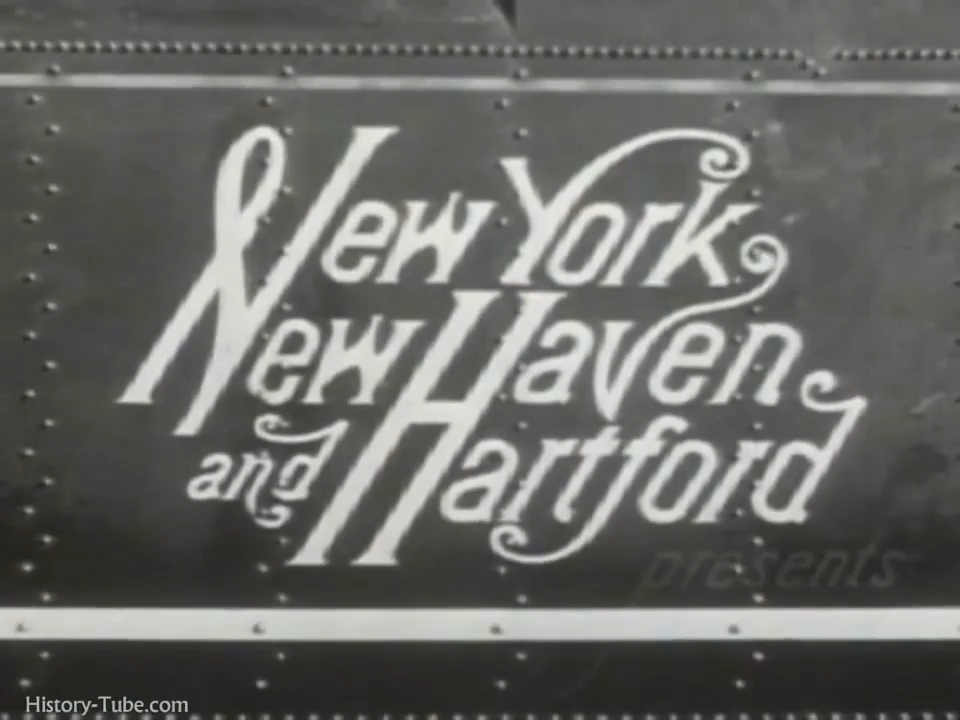 New York
New Haven
and Hartford
presents
History-Tube.com